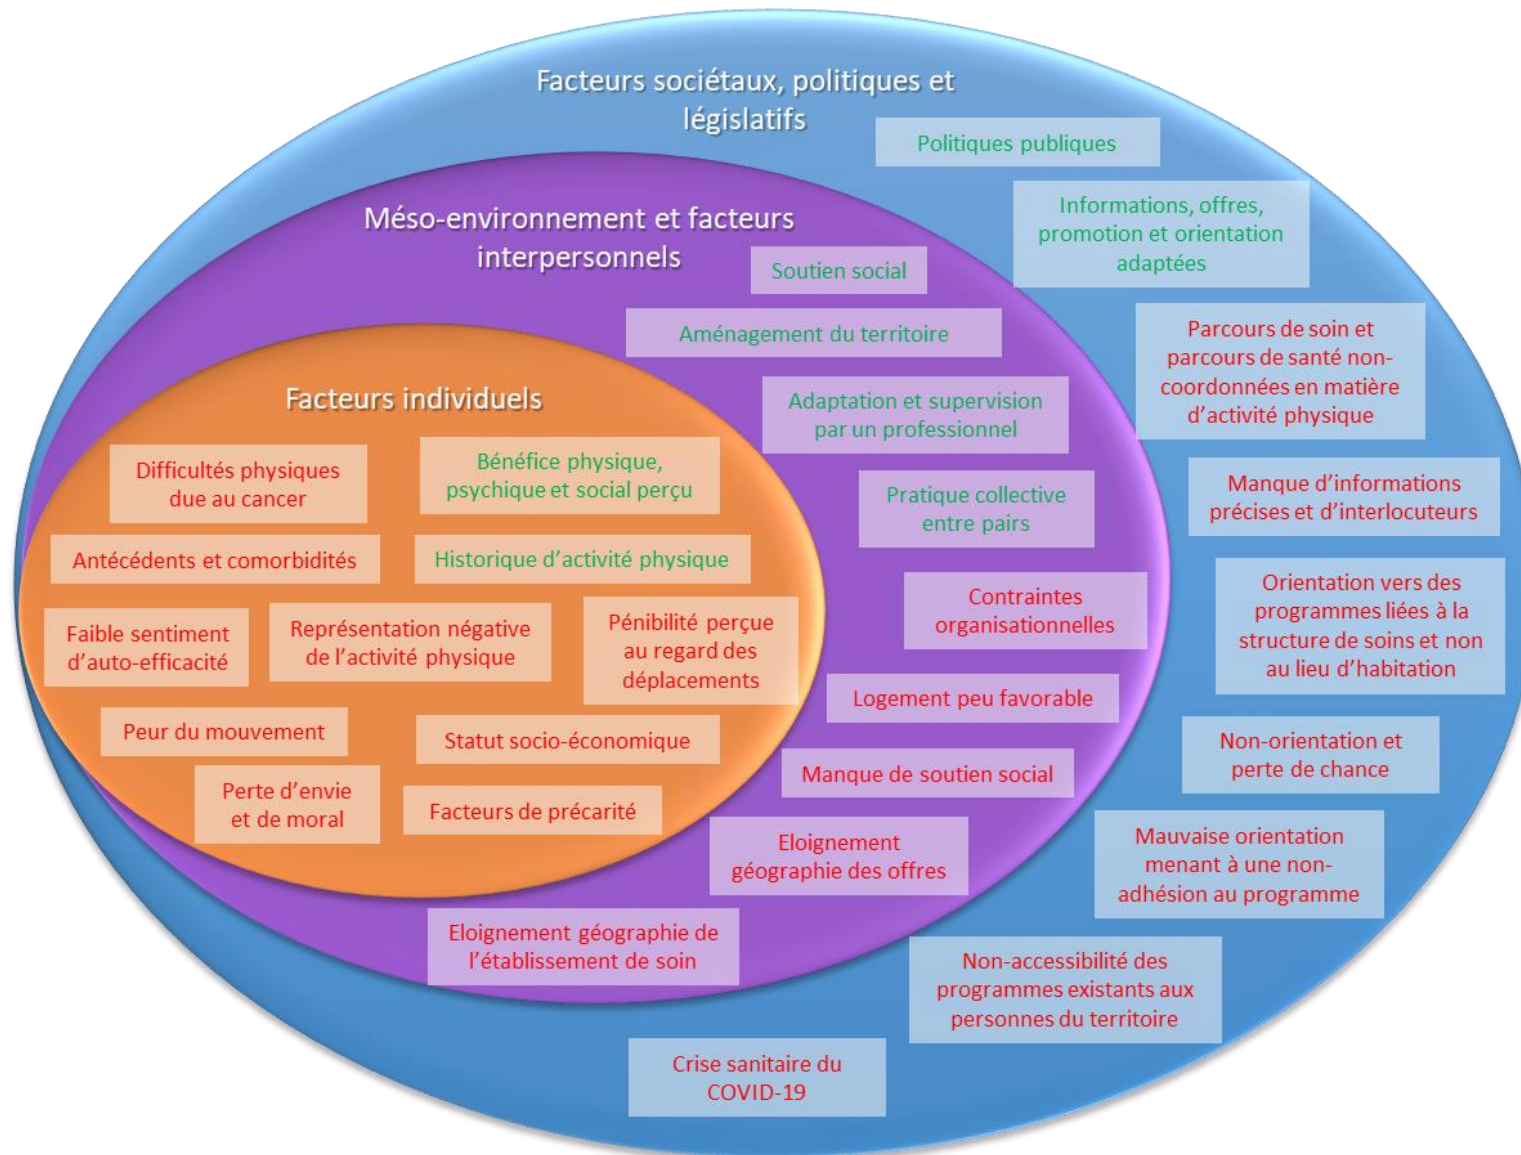 Facteurs sociétaux, politiques et
législatifs
Politiques publiques
Informations, offres,
promotion et orientation
adaptées
Parcours de soin et
parcours de santé non-
coordonnées en matière
d’activité physique
Manque d’informations
précises et d’interlocuteurs
Orientation vers des
programmes liées à la
structure de soins et non
au lieu d’habitation
Non-orientation et
perte de chance
Mauvaise orientation
menant à une non-
adhésion au programme
Non-accessibilité des
programmes existants aux
personnes du territoire
Crise sanitaire du
COVID-19
Méso-environnement et facteurs
interpersonnels
Soutien social
Aménagement du territoire
Adaptation et supervision
par un professionnel
Pratique collective
entre pairs
Contraintes
organisationnelles
Logement peu favorable
Manque de soutien social
Eloignement
géographie des offres
Eloignement géographie de
l’établissement de soin
Facteurs individuels
Difficultés physiques
due au cancer
Bénéfice physique,
psychique et social perçu
Antécédents et comorbidités
Historique d’activité physique
Faible sentiment
d’auto-efficacité
Représentation négative
de l’activité physique
Pénibilité perçue
au regard des
déplacements
Peur du mouvement
Statut socio-économique
Perte d’envie
et de moral
Facteurs de précarité